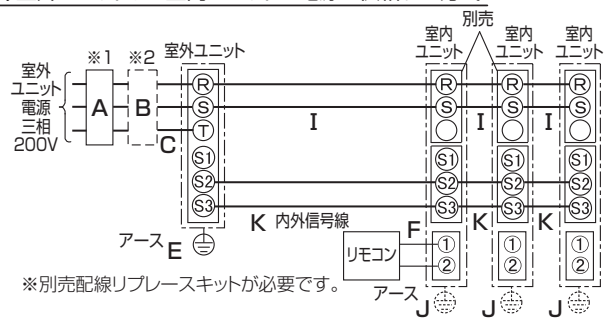 別売
※1 ※2 室外ユニット 室内ユニット 室内ユニット 室内ユニット
室外
ユニット
電源
三相
200V
A B C I I I
R S T S1 S2 S3
R S S1 S2 S3 ① ②
R S S1 S2 S3 ① ②
R S S1 S2 S3 ① ②
K 内外信号線 K K
アース E
リモコン F
※別売配線リプレースキットが必要です。
アース J J J